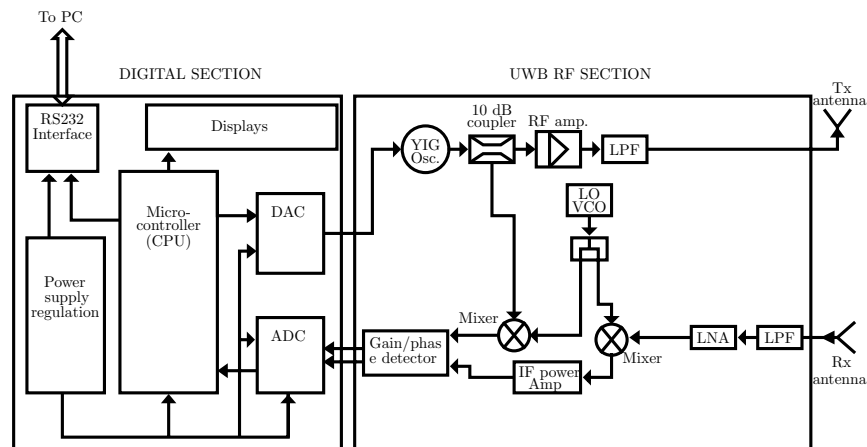 To PC
DIGITAL SECTION
UWB RF SECTION
RS232
Interface
Displays
Micro-
controller
(CPU)
DAC
Power
supply
regulation
ADC
YIG
Osc.
10 dB
coupler
RF amp.
LPF
Tx
antenna
LO
VCO
Mixer
Gain/phas
e detector
IF power
Amp
Mixer
LNA
LPF
Rx
antenna